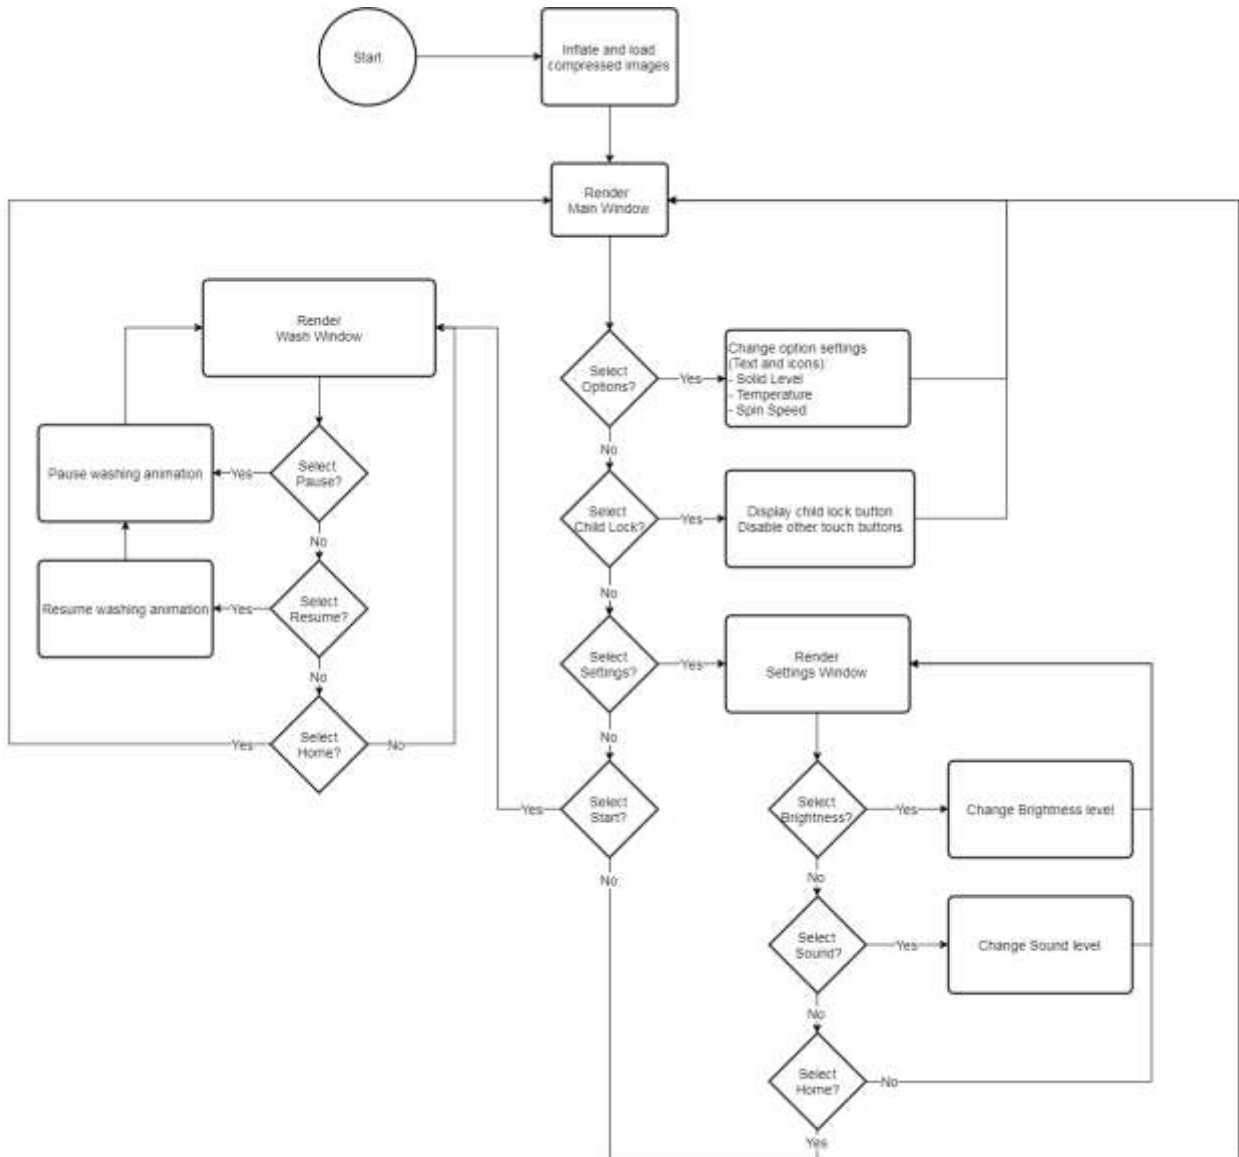 Start
Inflate and load
compressed images
Render
Main Window
Render
Wash Window
Select
Options?
Yes
Change option settings
(Text and icons):
- Solid Level
- Temperature
- Spin Speed
No
Select
Pause?
Yes
Pause washing animation
No
Select
Child Lock?
Yes
Display child lock button
Disable other touch buttons
No
Select
Resume?
Yes
Resume washing animation
No
Select
Settings?
Yes
Render
Settings Window
No
Select
Home?
Yes
No
Select
Start?
Yes
No
Select
Brightness?
Yes
Change Brightness level
No
Select
Sound?
Yes
Change Sound level
No
Select
Home?
No
Yes